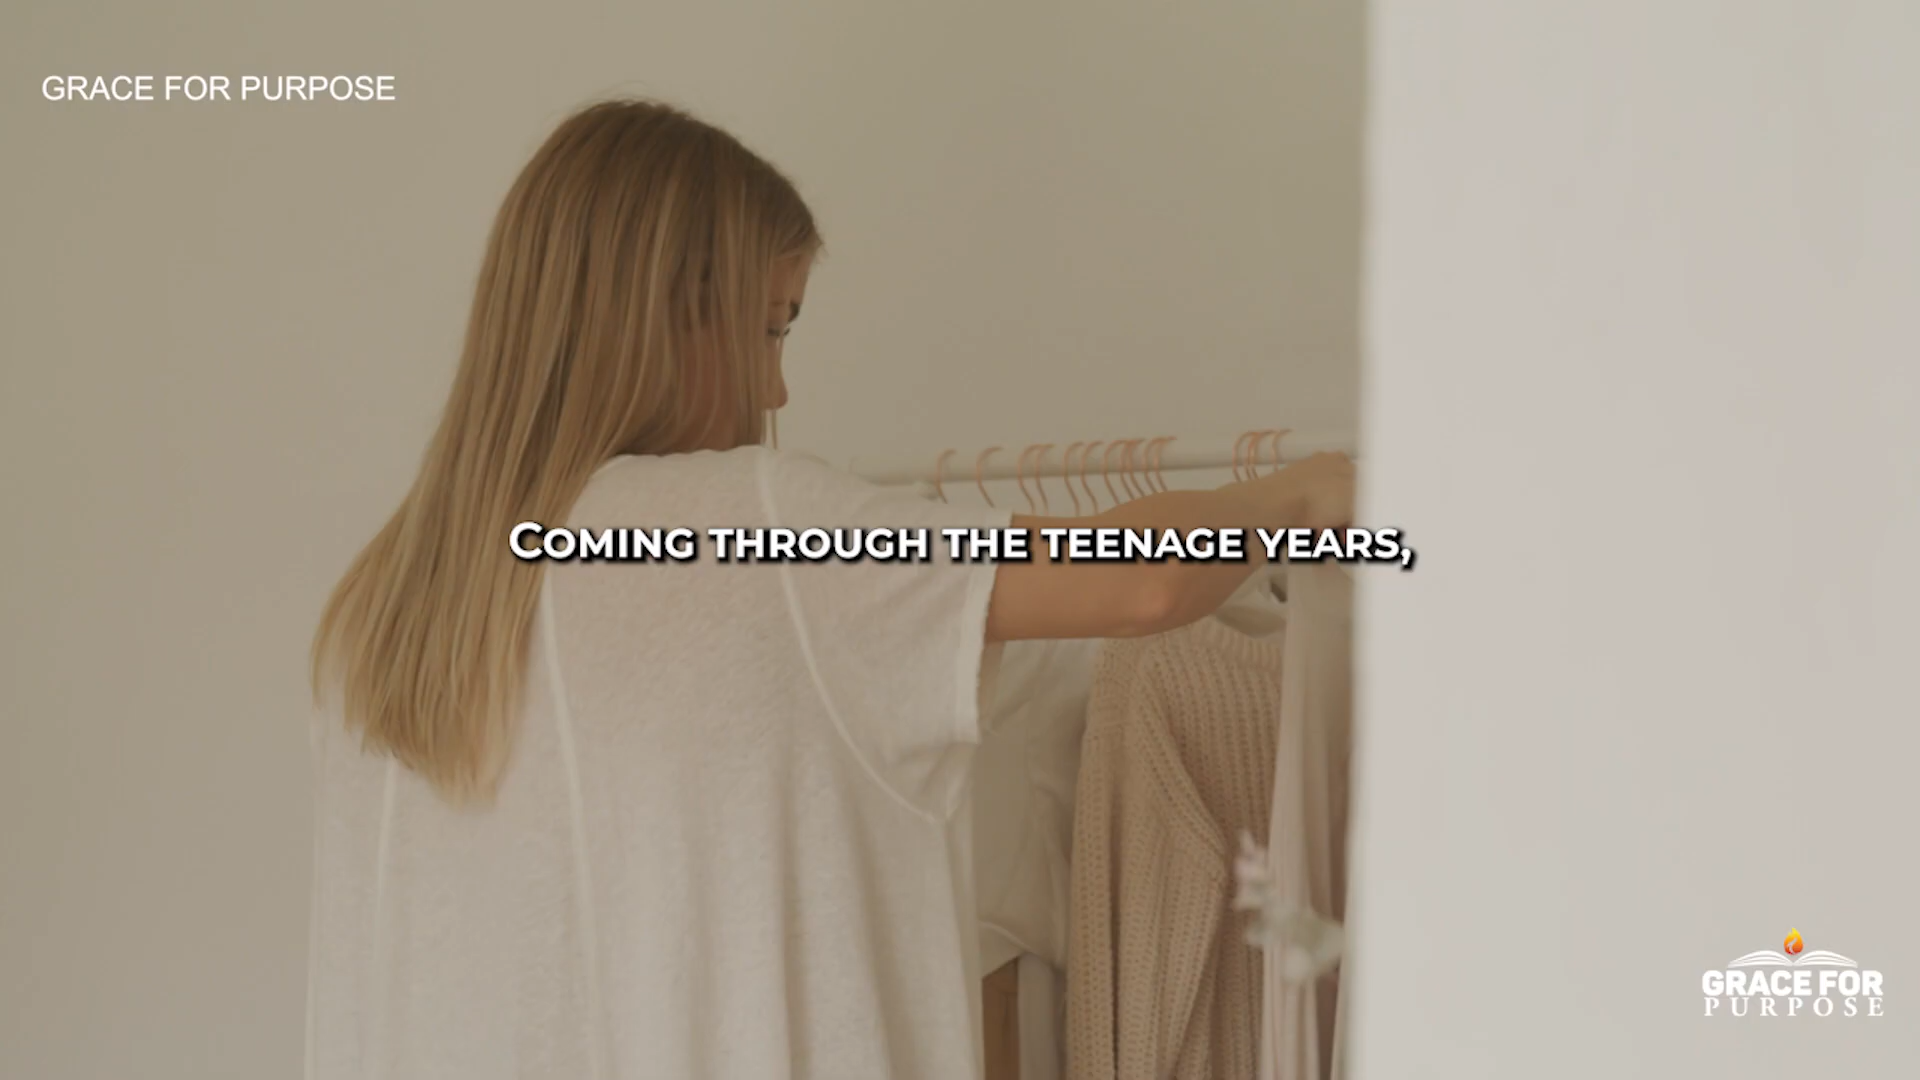 GRACE FOR PURPOSE
COMING THROUGH THE TEENAGE YEARS,
GRACE FOR
PURPOSE